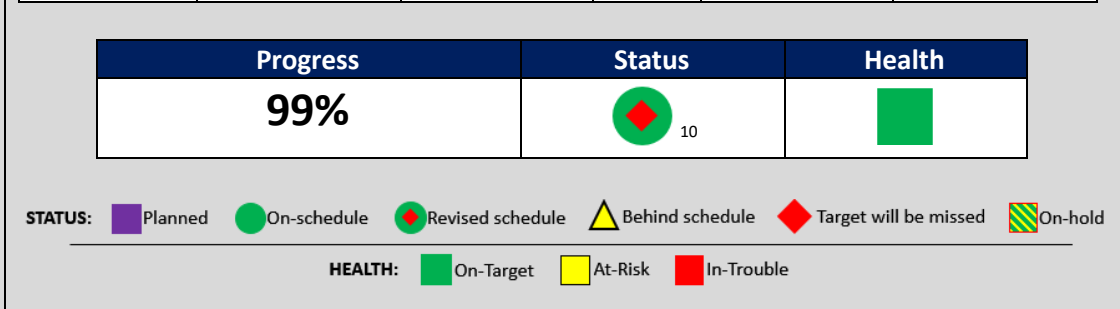 Progress Status Health
99% 10
STATUS: Planned On-schedule Revised schedule Behind schedule Target will be missed On-hold
HEALTH: On-Target At-Risk In-Trouble